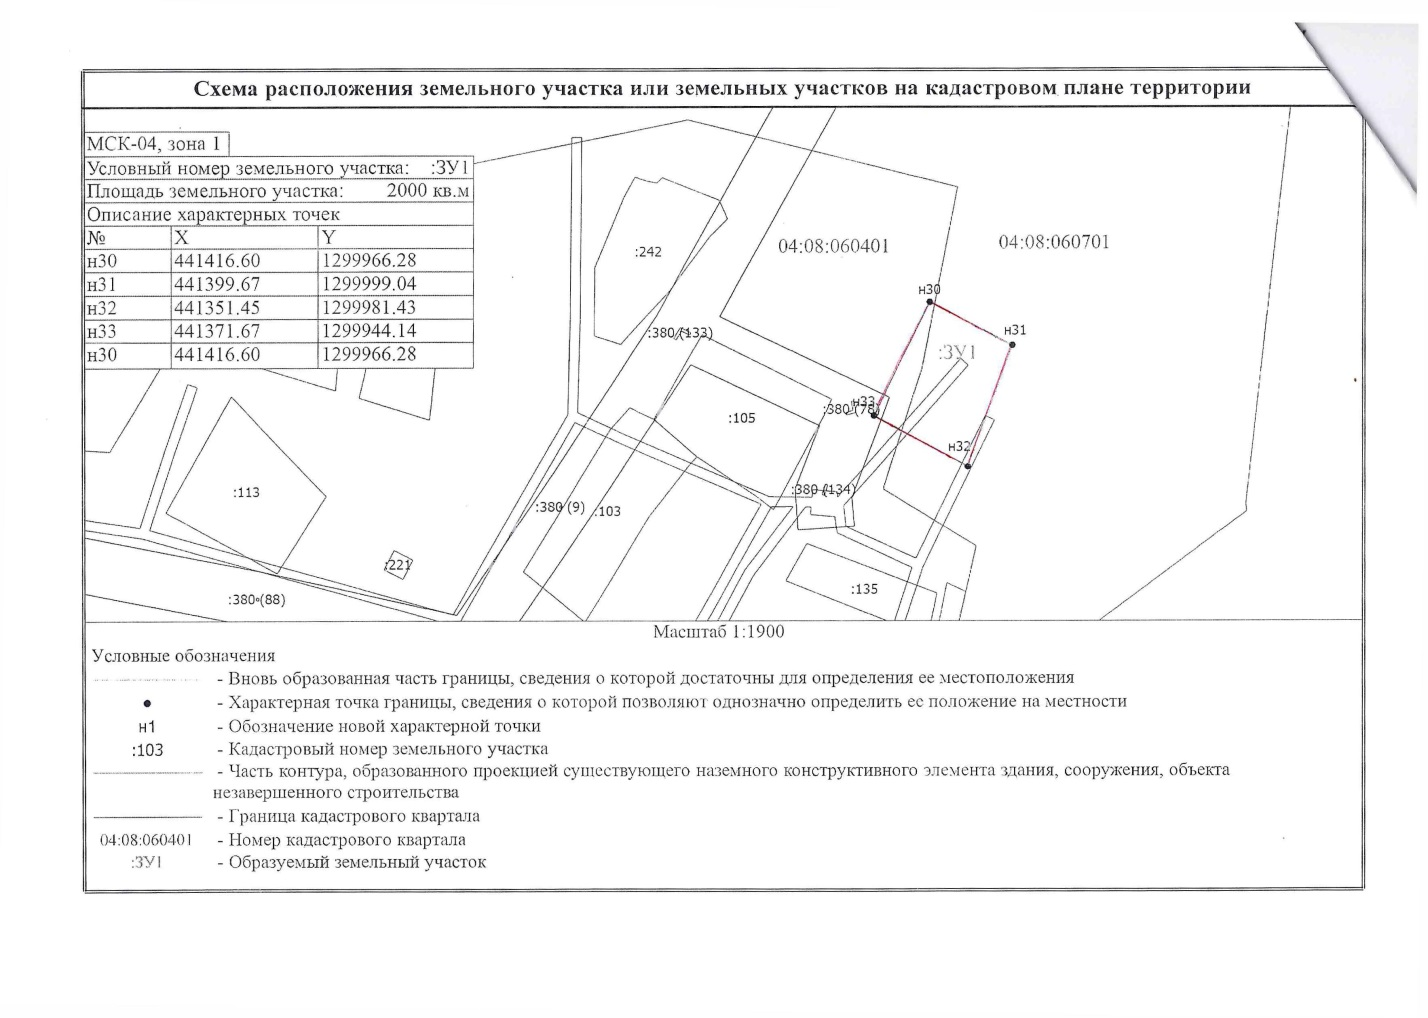 Схема расположения земельного участка или земельных участков на кадастровом плане территории
МСК-04, зона 1
Условный номер земельного участка: :ЗУ1
Площадь земельного участка: 2000 кв.м
Описание характерных точек
№ X Y
н30 441416.60 1299966.28
н31 441399.67 1299999.04
н32 441351.45 1299981.43
н33 441371.67 1299944.14
н30 441416.60 1299966.28
:242
04:08:060401
04:08:060701
н30
:380 (133)
н31
:ЗУ1
н33
:380 (78)
:105
н32
:113
:380 (134)
:380 (9)
:103
:221
:135
:380 (88)
Масштаб 1:1900
Условные обозначения
- Вновь образованная часть границы, сведения о которой достаточны для определения ее местоположения
- Характерная точка границы, сведения о которой позволяют однозначно определить ее положение на местности
н1 - Обозначение новой характерной точки
:103 - Кадастровый номер земельного участка
- Часть контура, образованного проекцией существующего наземного конструктивного элемента здания, сооружения, объекта
незавершенного строительства
- Граница кадастрового квартала
04:08:060401 - Номер кадастрового квартала
:ЗУ1 - Образуемый земельный участок